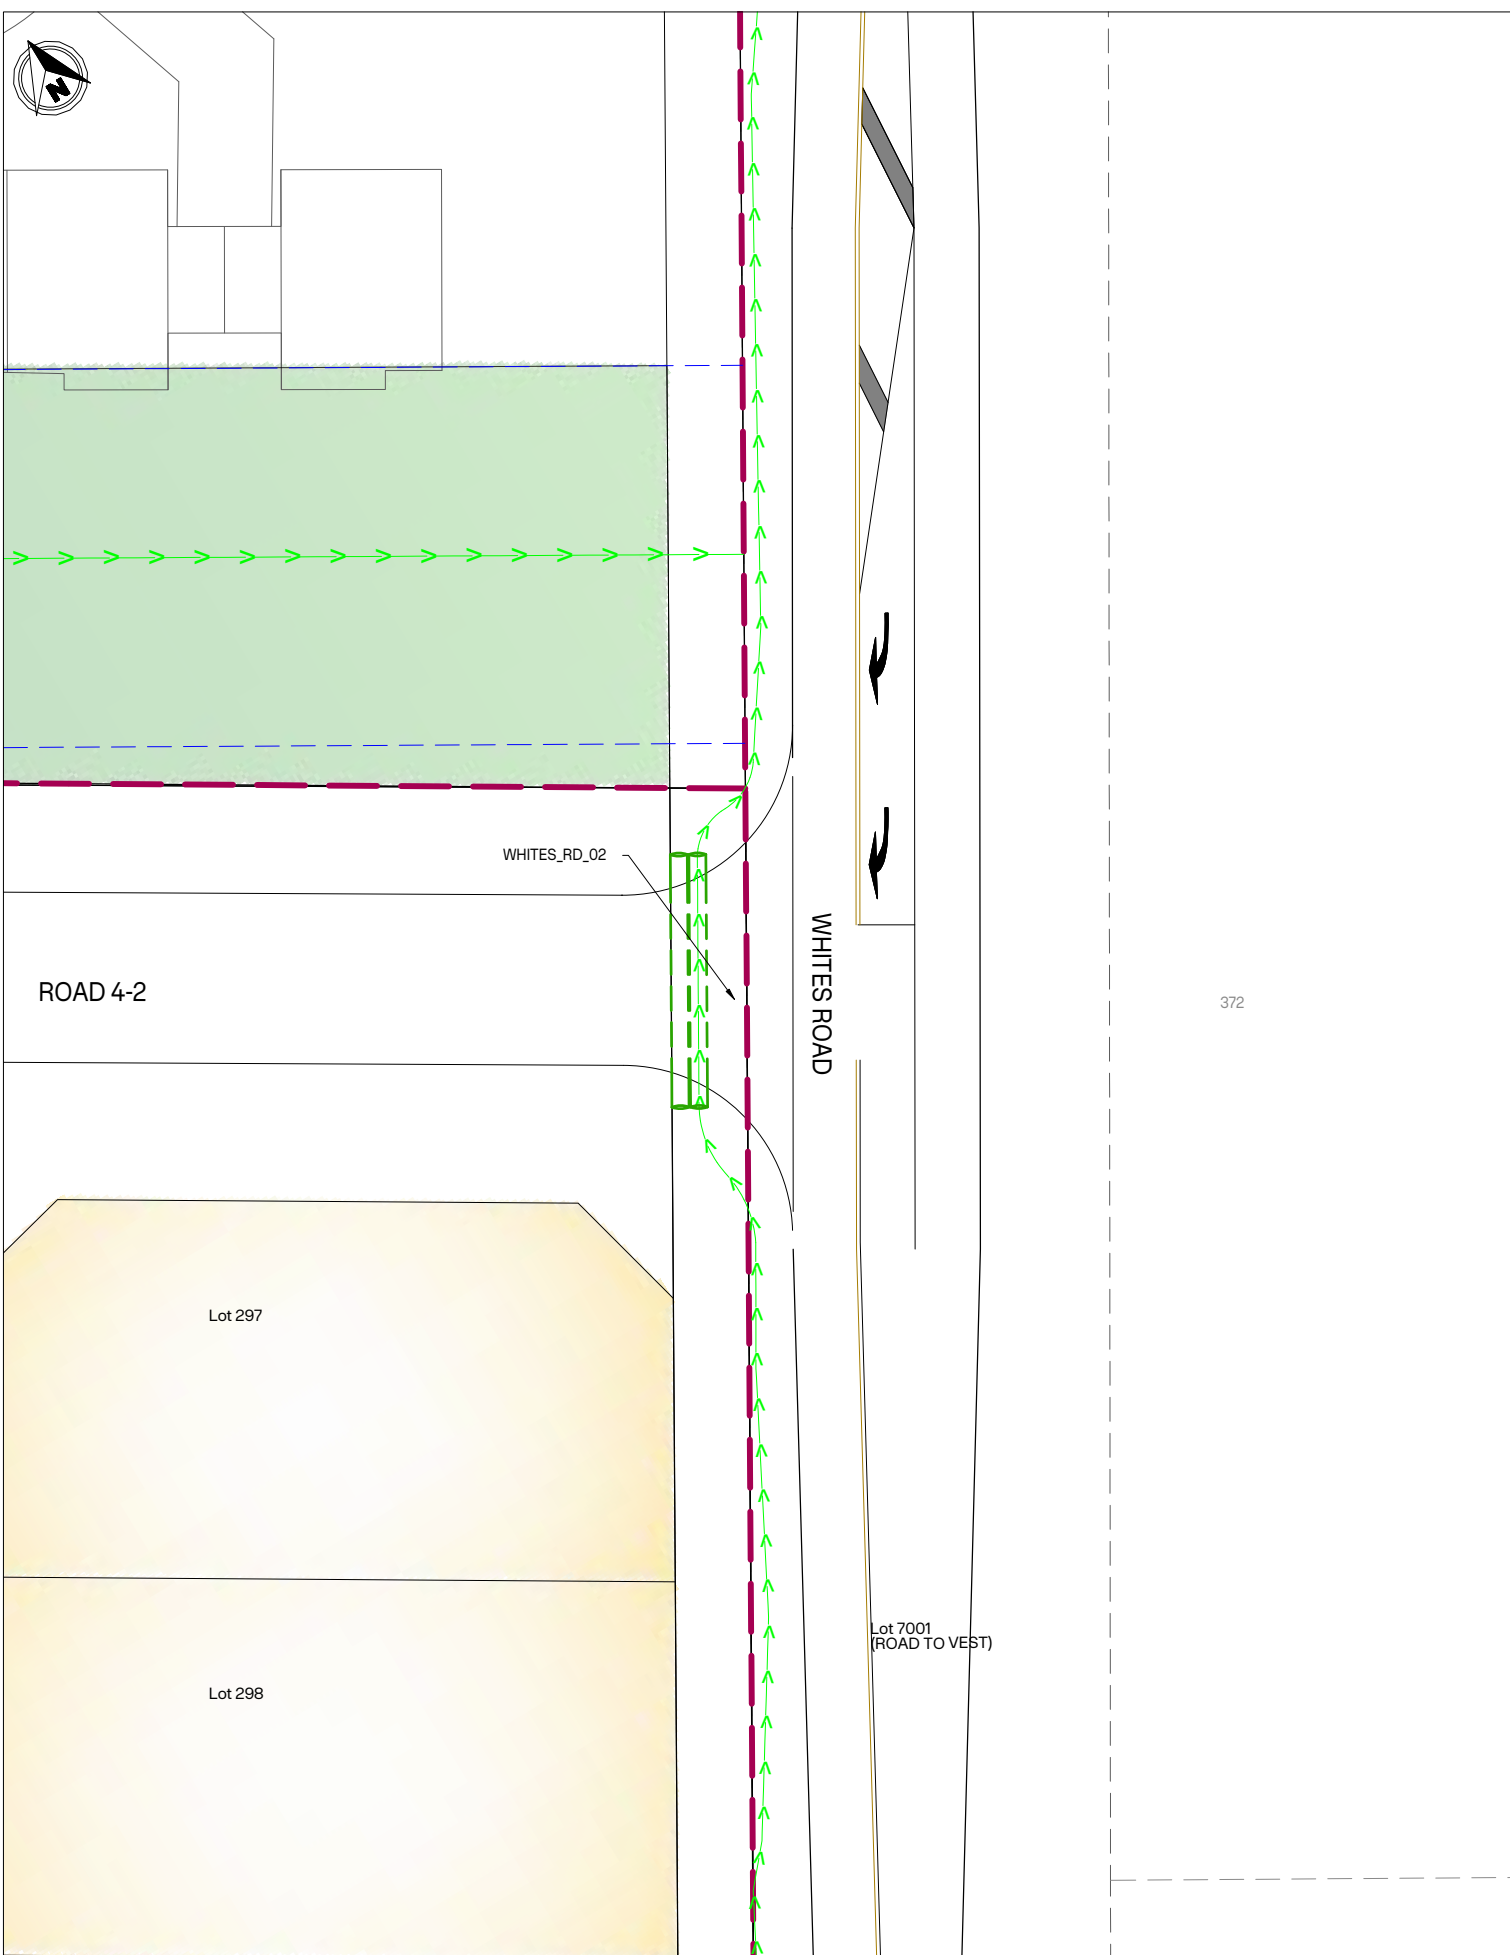 N
WHITES_RD_02
WHITES ROAD
ROAD 4-2
372
Lot 297
Lot 7001
(ROAD TO VEST)
Lot 298